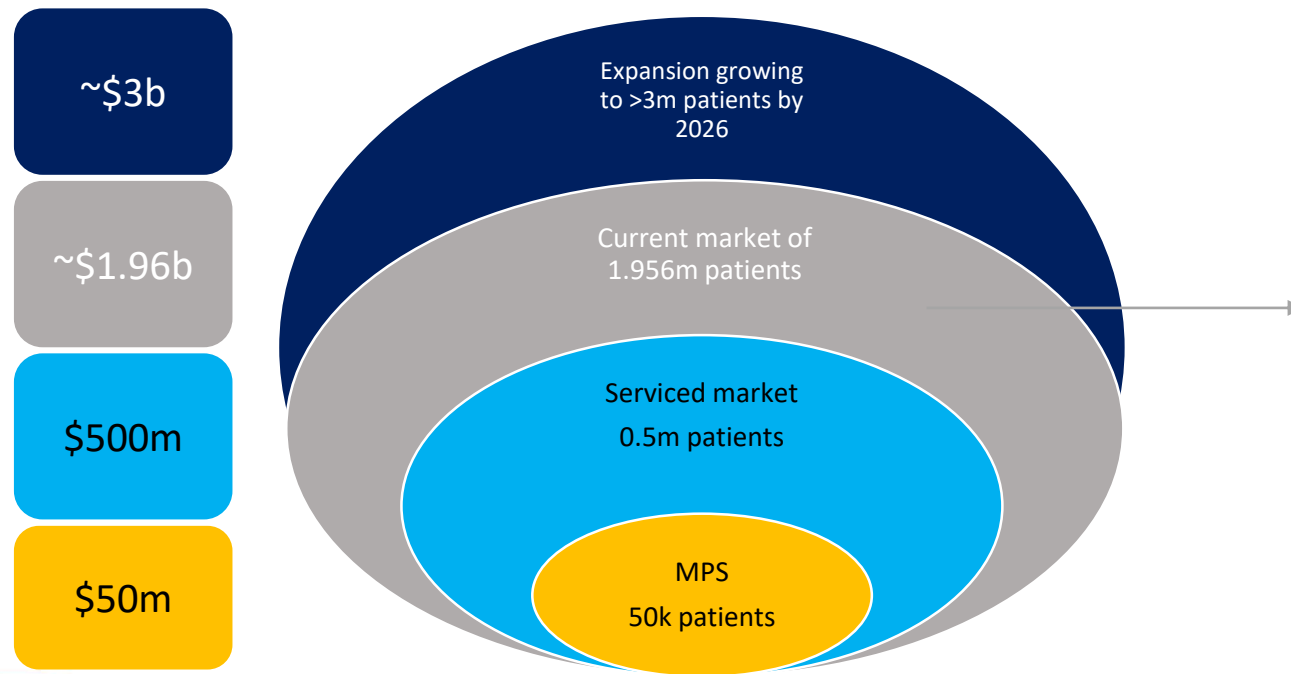 ~$3b
Expansion growing
to >3m patients by
2026
~$1.96b
Current market of
1.956m patients
$500m
Serviced market
0.5m patients
$50m
MPS
50k patients